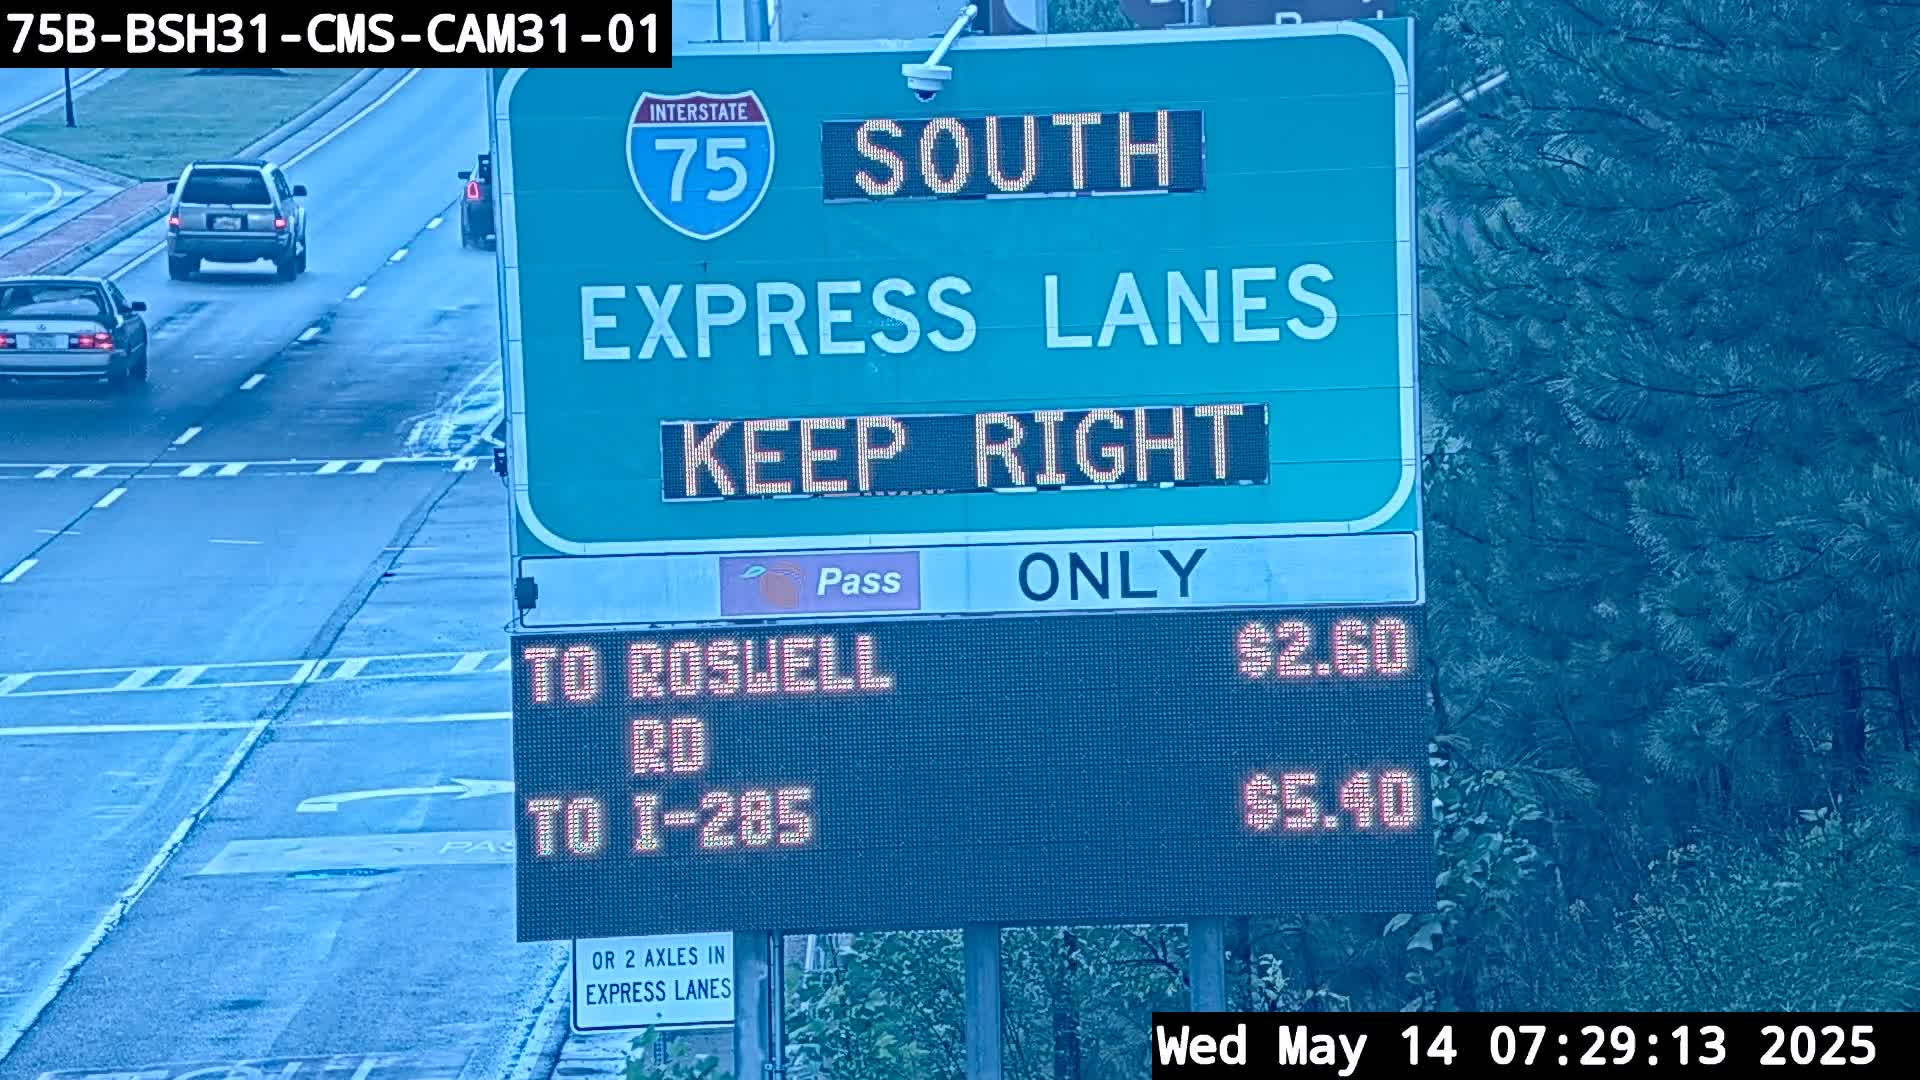 75B-BSH31-CMS-CAM31-01
INTERSTATE
75
SOUTH
EXPRESS LANES
KEEP RIGHT
Pass ONLY
TO ROSWELL $2.60
RD
TO I-285 $5.40
OR 2 AXLES IN
EXPRESS LANES
Wed May 14 07:29:13 2025